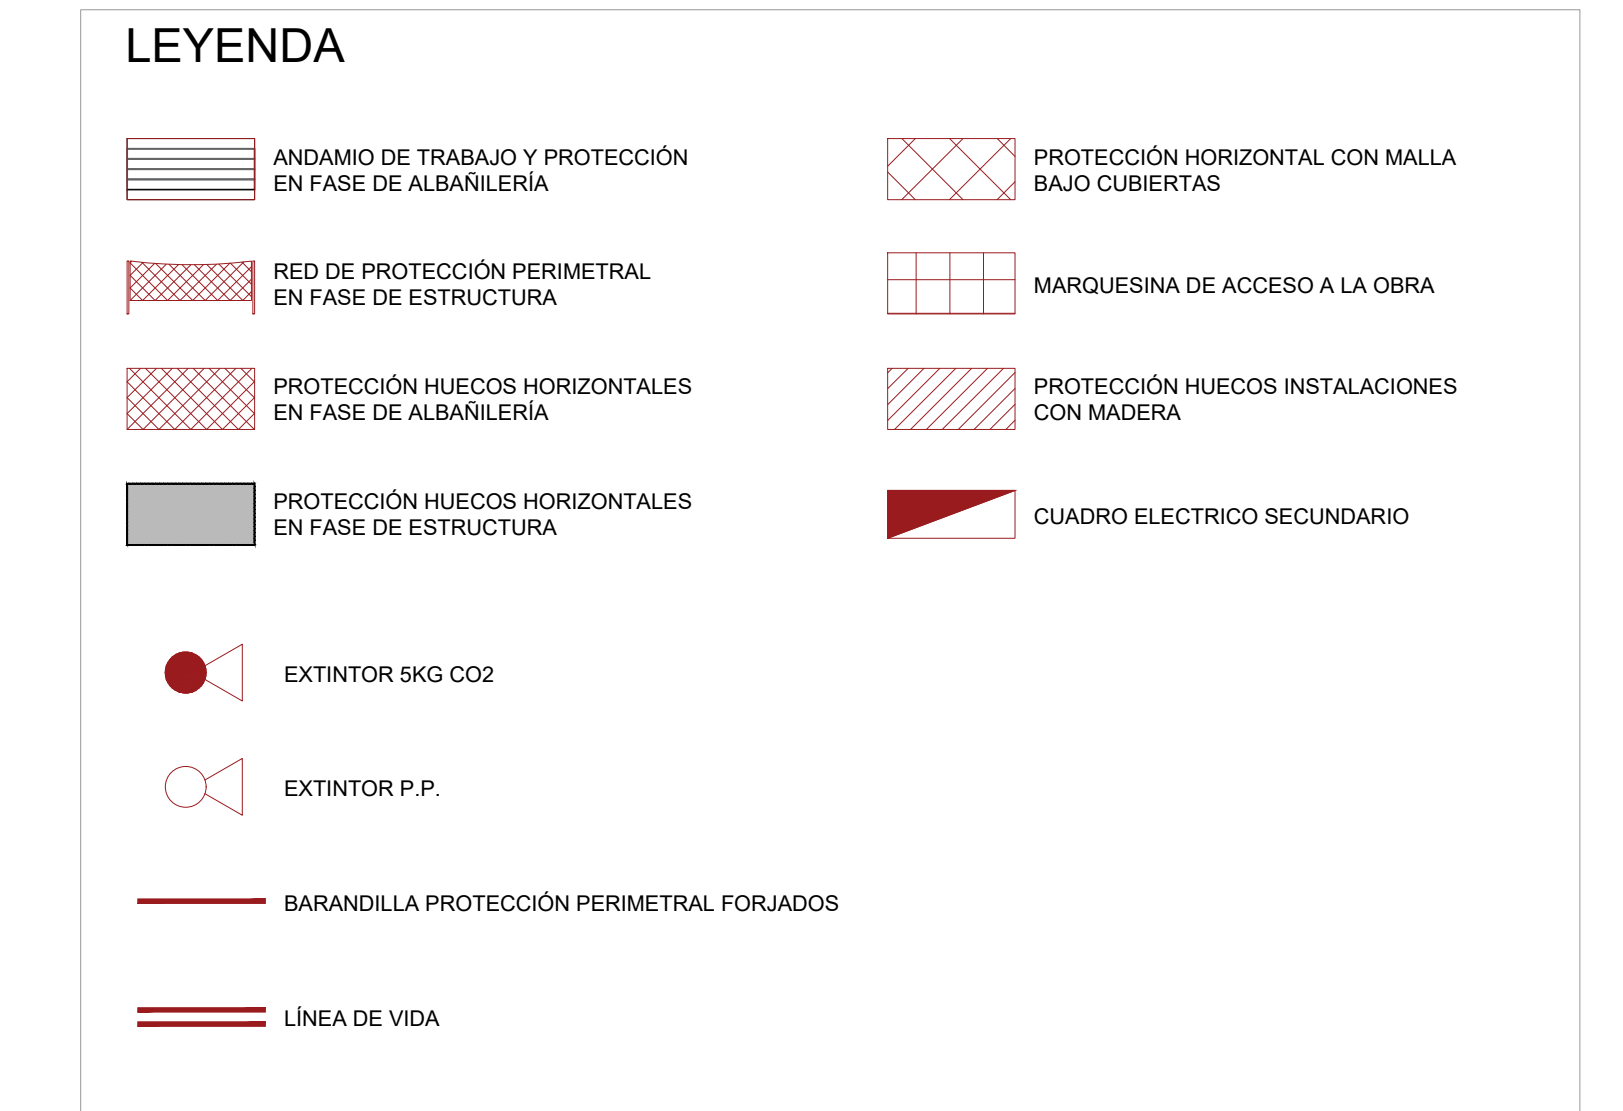 LEYENDA
ANDAMIO DE TRABAJO Y PROTECCIÓN
EN FASE DE ALBAÑILERÍA
RED DE PROTECCIÓN PERIMETRAL
EN FASE DE ESTRUCTURA
PROTECCIÓN HUECOS HORIZONTALES
EN FASE DE ALBAÑILERÍA
PROTECCIÓN HUECOS HORIZONTALES
EN FASE DE ESTRUCTURA
EXTINTOR 5KG CO2
EXTINTOR P.P.
BARANDILLA PROTECCIÓN PERIMETRAL FORJADOS
LÍNEA DE VIDA
PROTECCIÓN HORIZONTAL CON MALLA
BAJO CUBIERTAS
MARQUESINA DE ACCESO A LA OBRA
PROTECCIÓN HUECOS INSTALACIONES
CON MADERA
CUADRO ELECTRICO SECUNDARIO